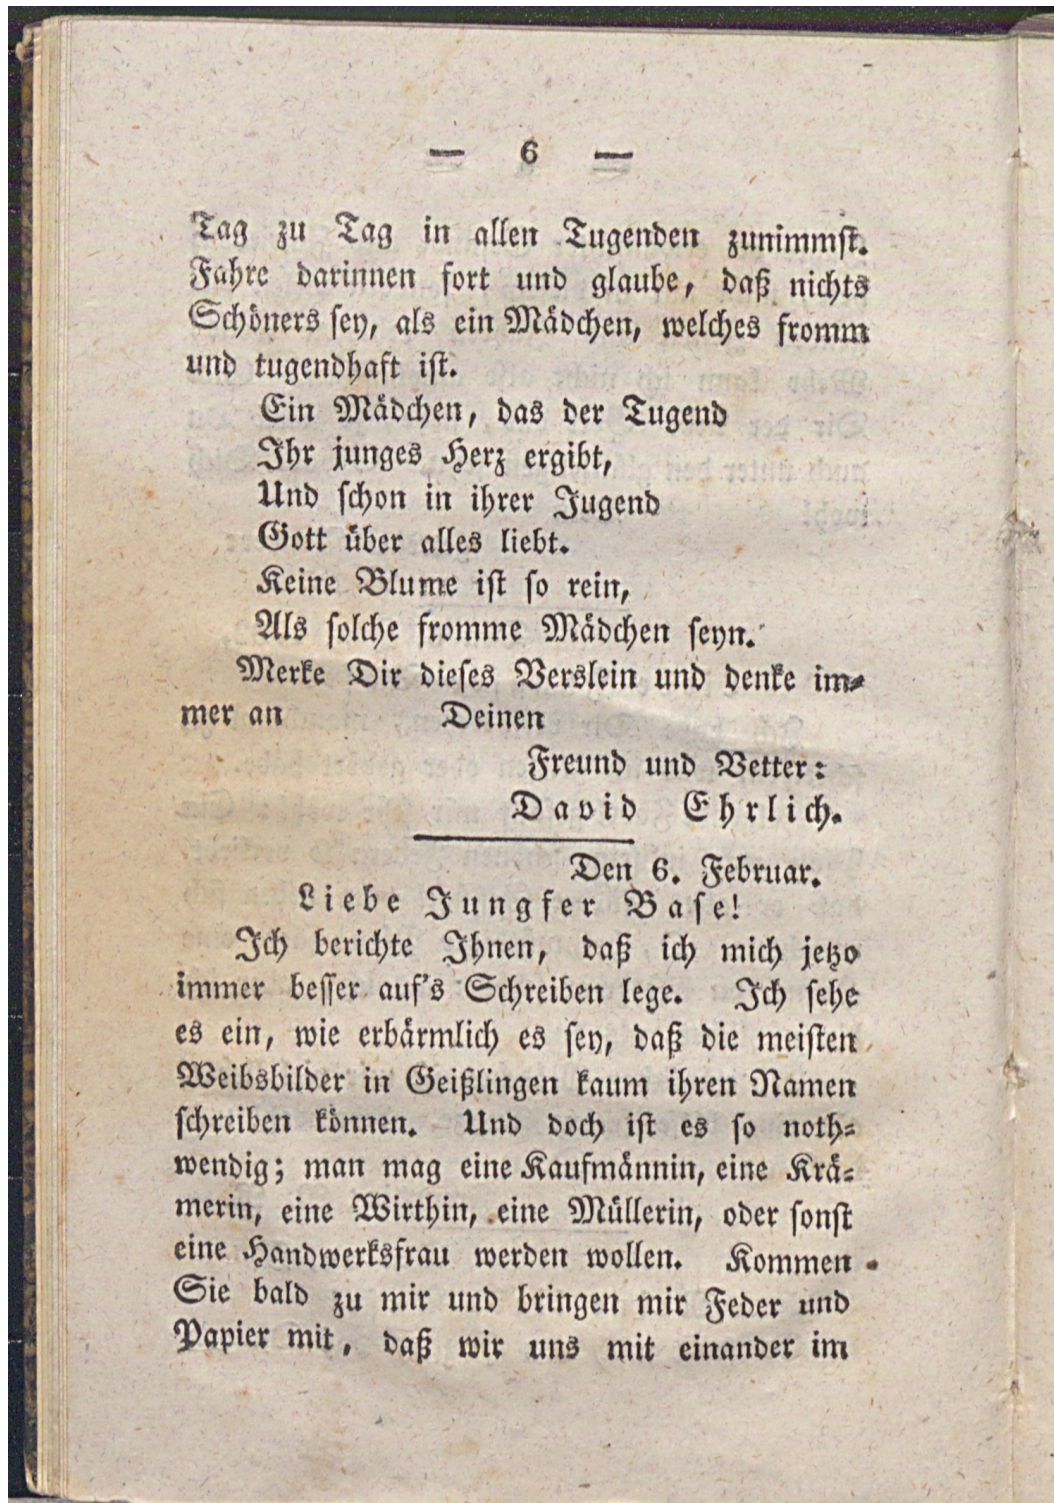 — 6 —
Tag zu Tag in allen Tugenden zunimmst.
Fahre darinnen fort und glaube, daß nichts
Schöners sey, als ein Mädchen, welches fromm
und tugendhaft ist.
Ein Mädchen, das der Tugend
Ihr junges Herz ergibt,
Und schon in ihrer Jugend
Gott über alles liebt.
Keine Blume ist so rein,
Als solche fromme Mädchen seyn.
Merke Dir dieses Verslein und denke im-
mer an Deinen
Freund und Vetter:
David Ehrlich.
Den 6. Februar.
Liebe Jungfer Base!
Ich berichte Ihnen, daß ich mich jetzo
immer besser auf's Schreiben lege. Ich sehe
es ein, wie erbärmlich es sey, daß die meisten
Weibsbilder in Geißlingen kaum ihren Namen
schreiben können. Und doch ist es so noth-
wendig; man mag eine Kaufmännin, eine Krä-
merin, eine Wirthin, eine Müllerin, oder sonst
eine Handwerksfrau werden wollen. Kommen
Sie bald zu mir und bringen mir Feder und
Papier mit, daß wir uns mit einander im